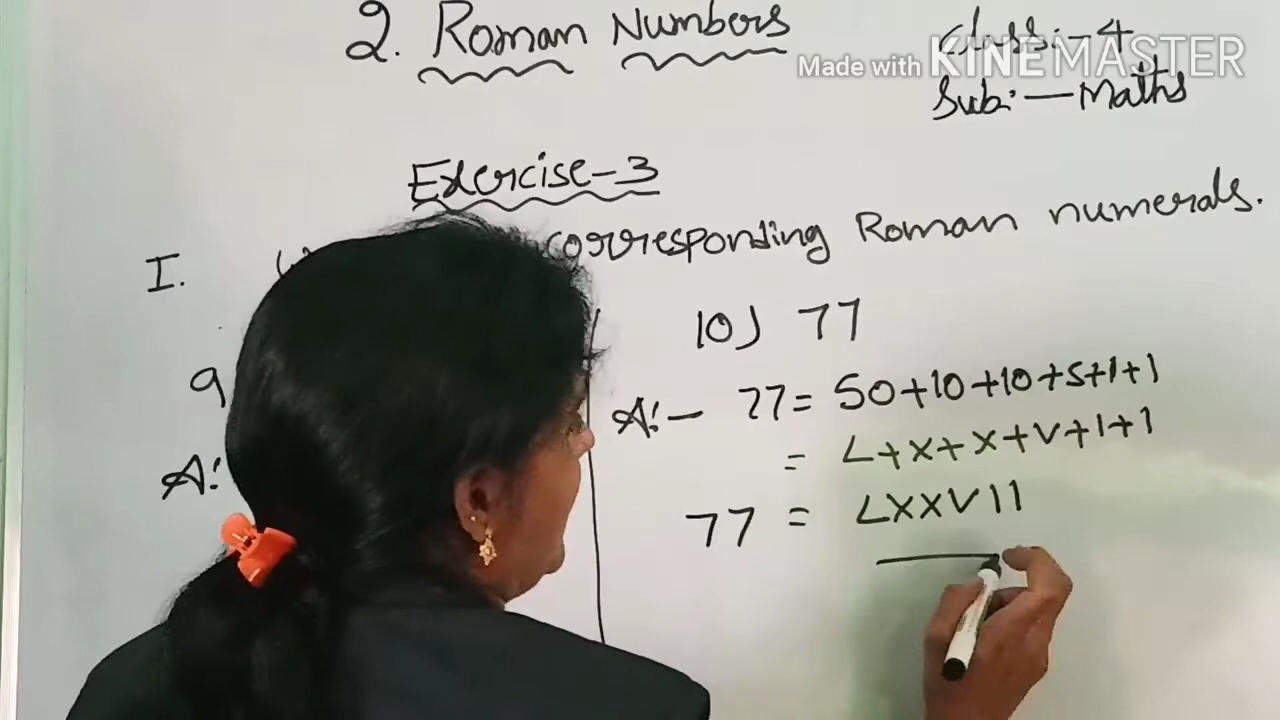 2. Roman Numbers
Class:- 4
Made with KINEMASTER
Sub:- Maths
Exercise-3
I. corresponding Roman numerals.
9
A:
10) 77
A:- 77 = 50+10+10+5+1+1
= L+X+X+V+1+1
77 = LXXVII